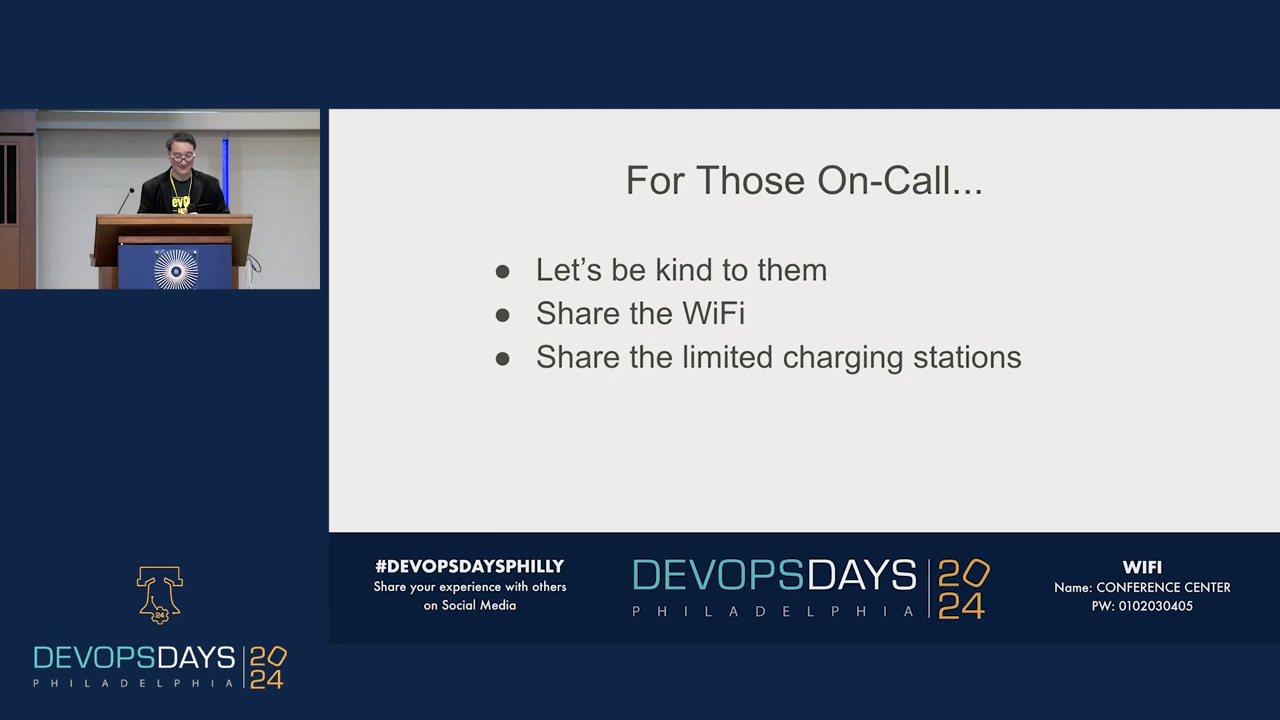 For Those On-Call...
● Let's be kind to them
● Share the WiFi
● Share the limited charging stations
#DEVOPSDAYSPHILLY
Share your experience with others
on Social Media
DEVOPSDAYS
PHILADELPHIA
20
24
WIFI
Name: CONFERENCE CENTER
PW: 0102030405
24
DEVOPSDAYS
PHILADELPHIA
20
24